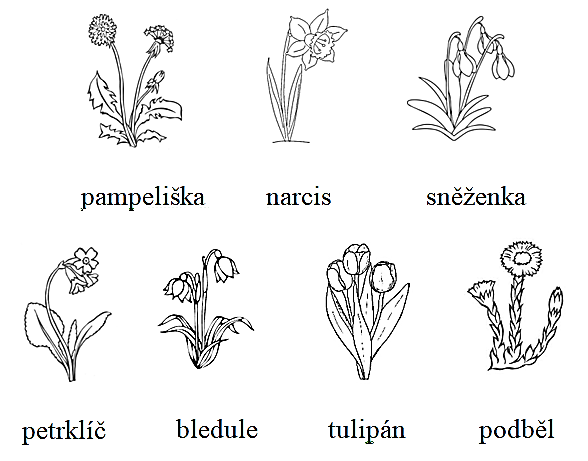 pampeliška narcis sněženka
petrklíč bledule tulipán podběl